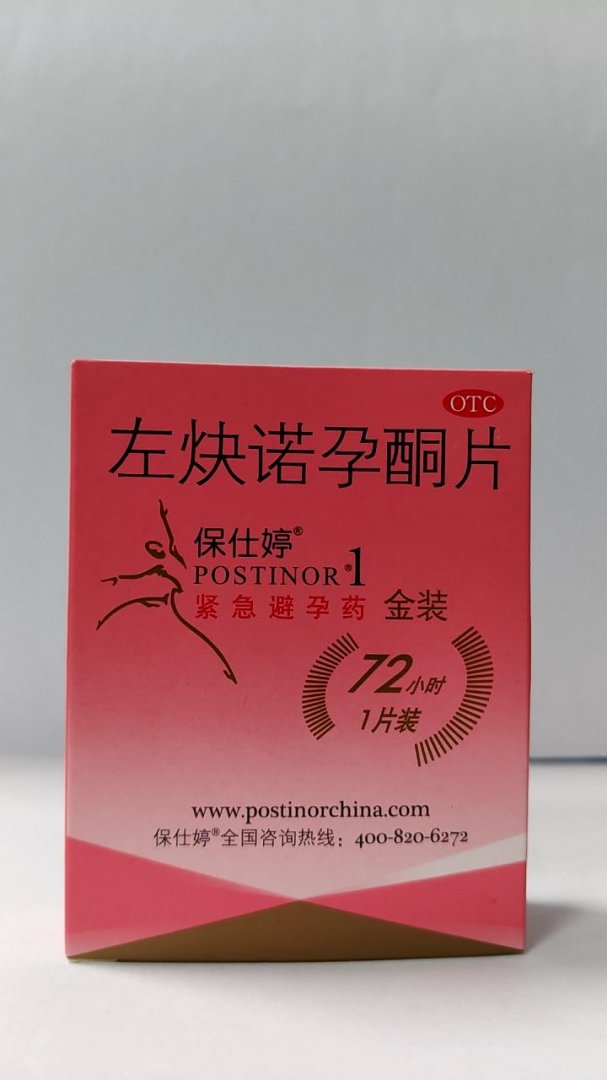 OTC
左炔诺孕酮片
保仕婷®
POSTINOR®1
紧急避孕药 金装
72小时
1片装
www.postinorchina.com
保仕婷®全国咨询热线：400-820-6272